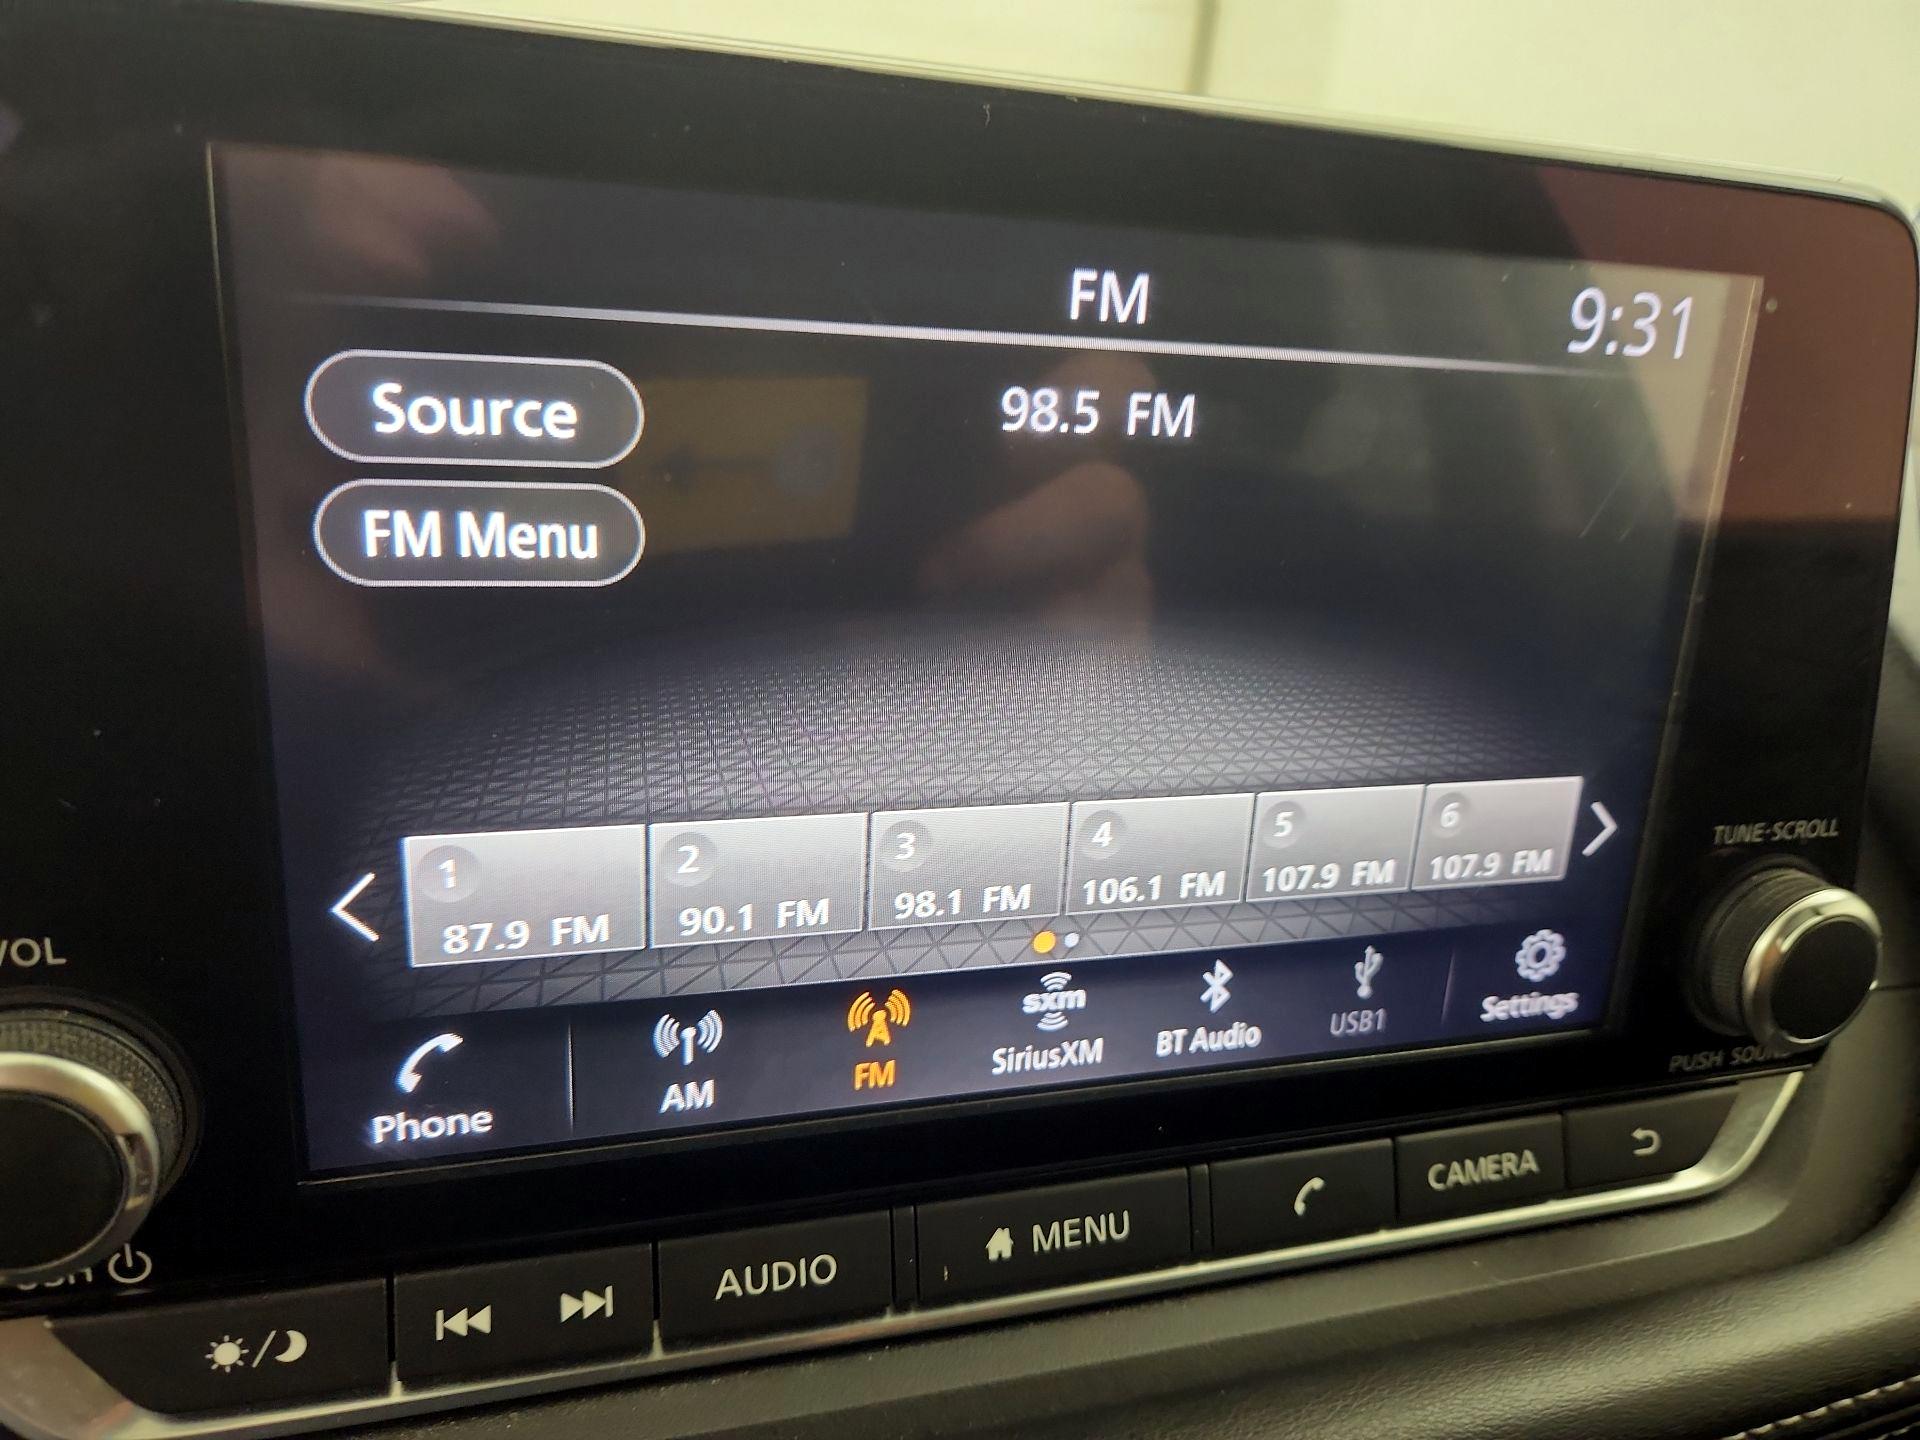 FM
9:31
Source
98.5 FM
FM Menu
1
87.9 FM
2
90.1 FM
3
98.1 FM
4
106.1 FM
5
107.9 FM
6
107.9 FM
TUNE·SCROLL
VOL
Phone
AM
FM
sxm
SiriusXM
BT Audio
USB1
Settings
PUSH SOUND
AUDIO
MENU
CAMERA